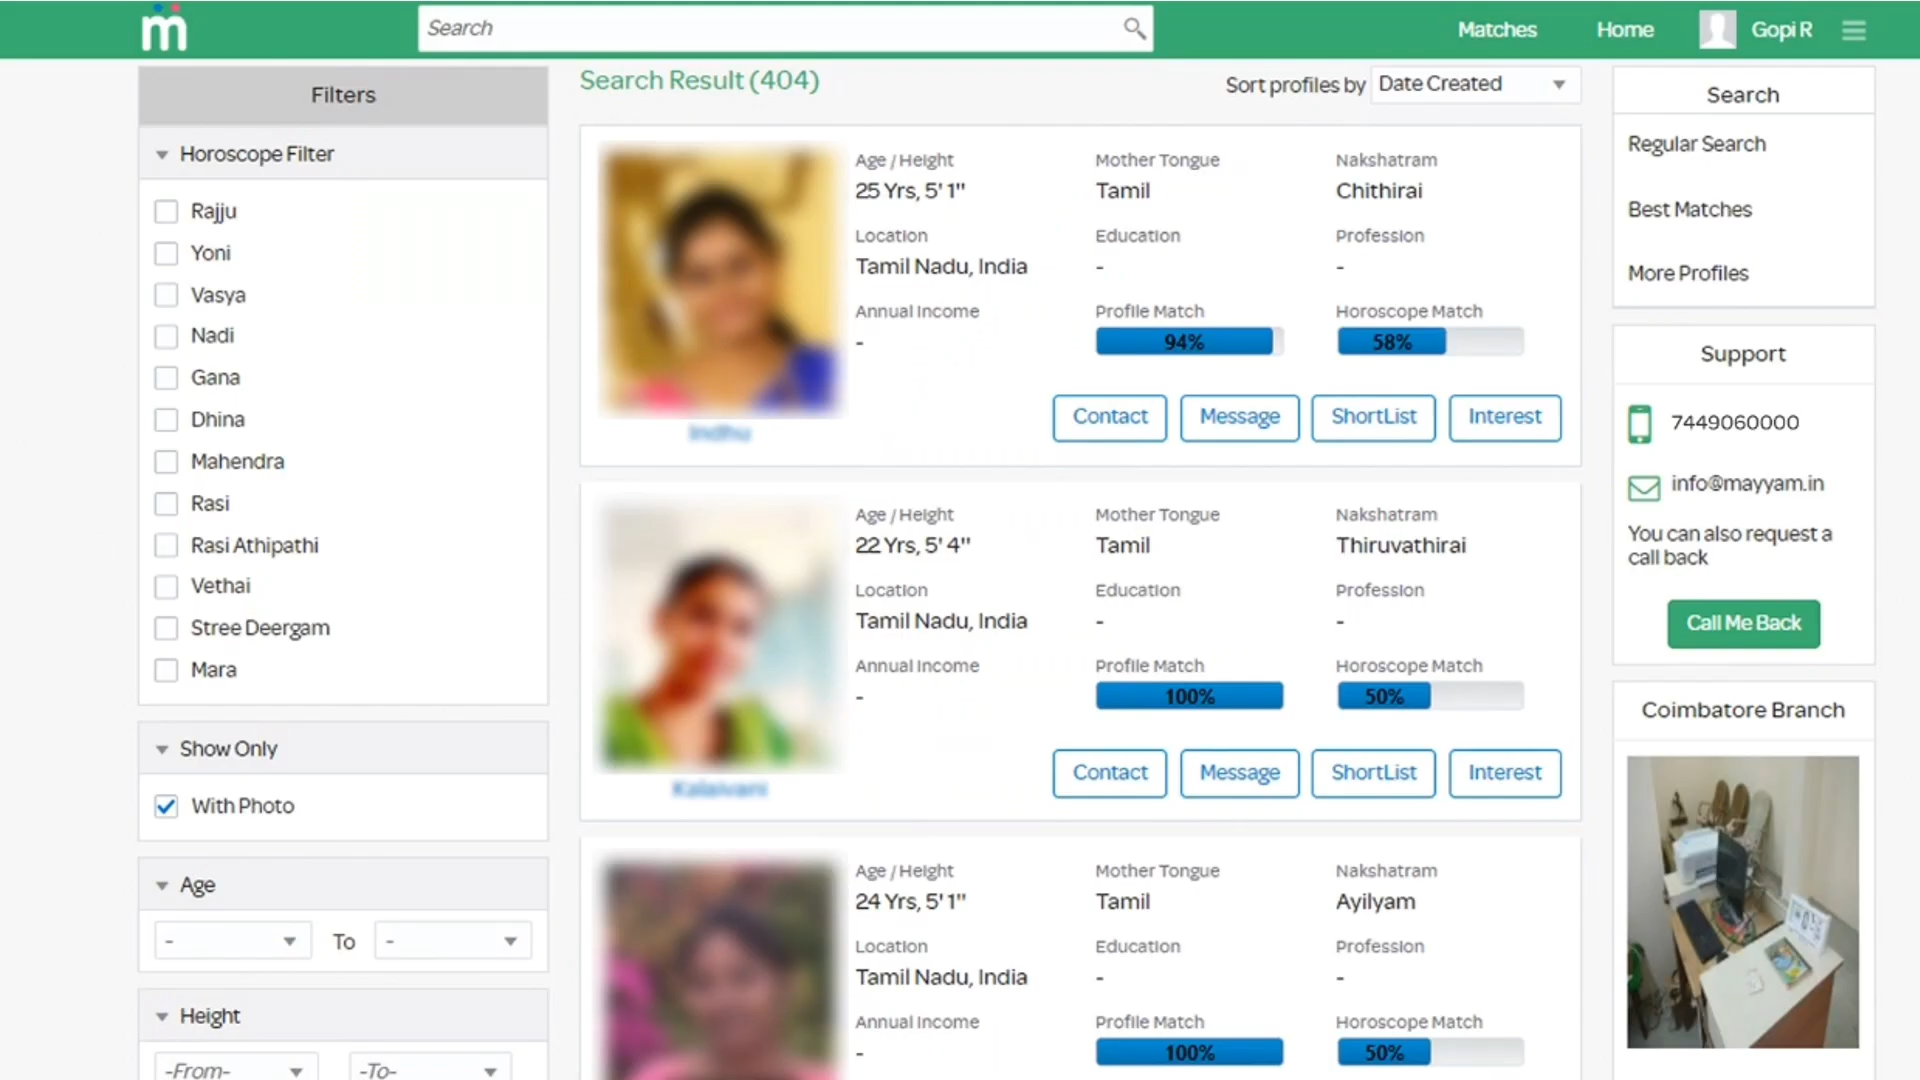 m
Search
Matches
Home
Gopi R
Filters
Horoscope Filter
Rajju
Yoni
Vasya
Nadi
Gana
Dhina
Mahendra
Rasi
Rasi Athipathi
Vethai
Stree Deergam
Mara
Show Only
With Photo
Age
- To -
Height
-From- -To-
Search Result (404)
Sort profiles by Date Created
Age / Height Mother Tongue Nakshatram
25 Yrs, 5' 1" Tamil Chithirai
Location Education Profession
Tamil Nadu, India - -
Annual Income Profile Match Horoscope Match
- 94% 58%
Contact Message ShortList Interest
Indhu
Age / Height Mother Tongue Nakshatram
22 Yrs, 5' 4" Tamil Thiruvathirai
Location Education Profession
Tamil Nadu, India - -
Annual Income Profile Match Horoscope Match
- 100% 50%
Contact Message ShortList Interest
Kalaivani
Age / Height Mother Tongue Nakshatram
24 Yrs, 5' 1" Tamil Ayilyam
Location Education Profession
Tamil Nadu, India - -
Annual Income Profile Match Horoscope Match
- 100% 50%
Search
Regular Search
Best Matches
More Profiles
Support
7449060000
info@mayyam.in
You can also request a
call back
Call Me Back
Coimbatore Branch